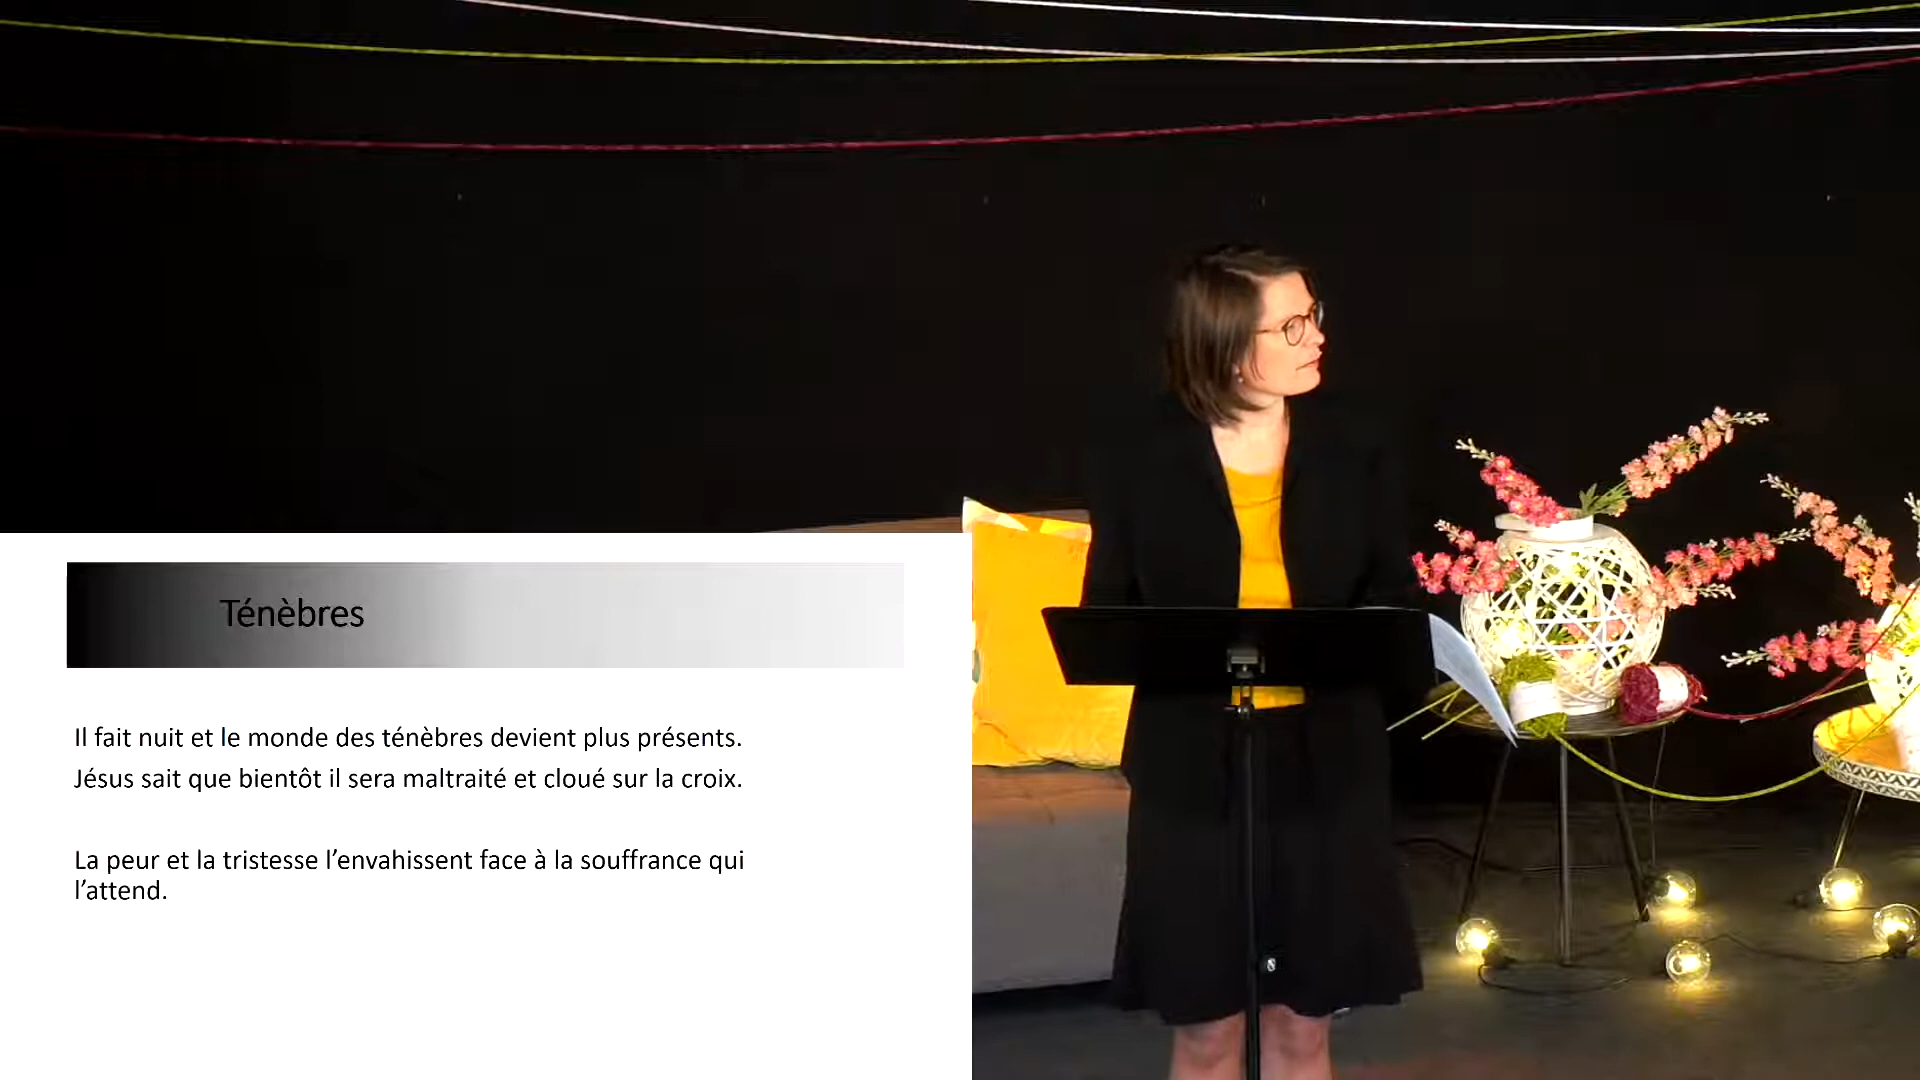 Ténèbres
Il fait nuit et le monde des ténèbres devient plus présents.
Jésus sait que bientôt il sera maltraité et cloué sur la croix.
La peur et la tristesse l’envahissent face à la souffrance qui
l’attend.